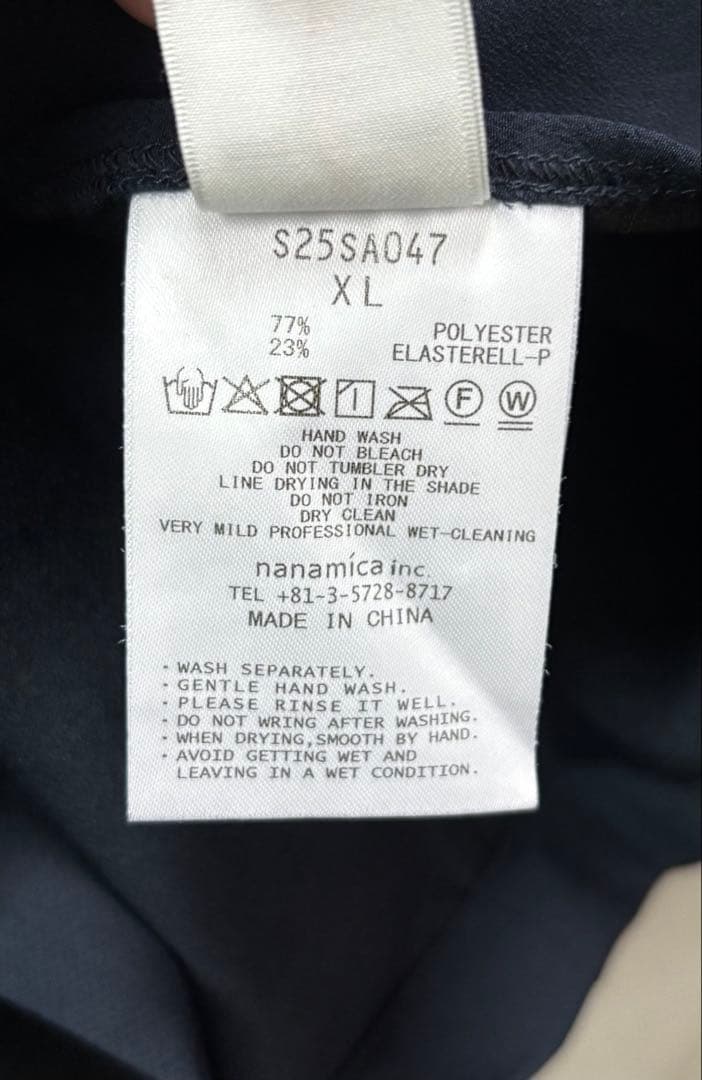 S25SA047
XL
77% POLYESTER
23% ELASTERELL-P
F W
HAND WASH
DO NOT BLEACH
DO NOT TUMBLER DRY
LINE DRYING IN THE SHADE
DO NOT IRON
DRY CLEAN
VERY MILD PROFESSIONAL WET-CLEANING
nanamica inc.
TEL +81-3-5728-8717
MADE IN CHINA
· WASH SEPARATELY.
· GENTLE HAND WASH.
· PLEASE RINSE IT WELL.
· DO NOT WRING AFTER WASHING.
· WHEN DRYING,SMOOTH BY HAND.
· AVOID GETTING WET AND
LEAVING IN A WET CONDITION.